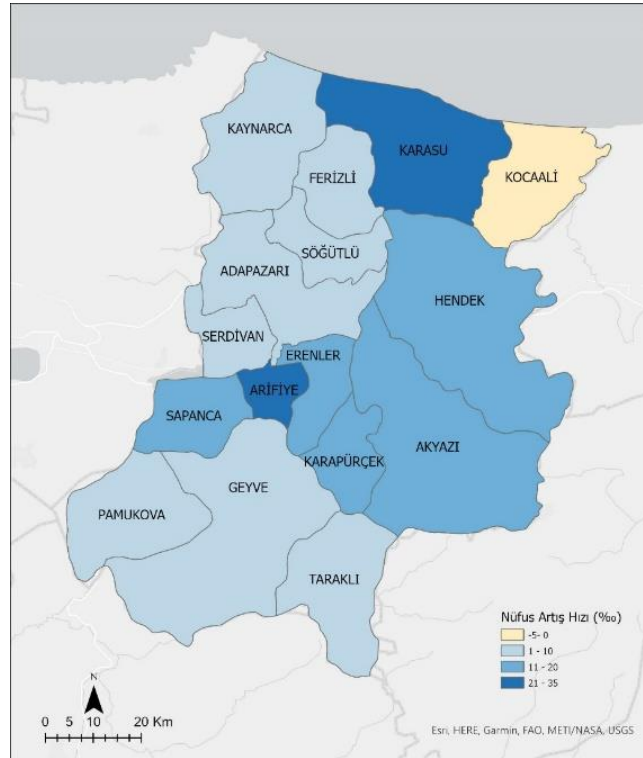 KAYNARCA
KARASU
FERİZLİ
KOCAALİ
SÖĞÜTLÜ
ADAPAZARI
HENDEK
SERDİVAN
ERENLER
ARİFİYE
SAPANCA
AKYAZI
KARAPÜRÇEK
GEYVE
PAMUKOVA
TARAKLI
Nüfus Artış Hızı (‰)
-5- 0
1 - 10
11 - 20
21 - 35
N
0 5 10 20 Km
Esri, HERE, Garmin, FAO, METI/NASA, USGS